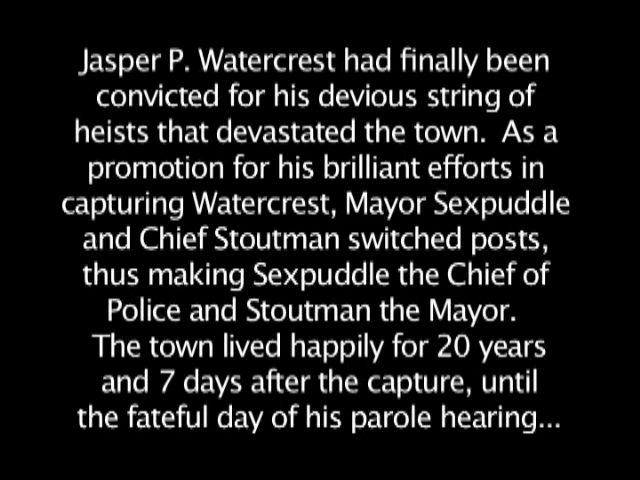 Jasper P. Watercrest had finally been
convicted for his devious string of
heists that devastated the town.  As a
promotion for his brilliant efforts in
capturing Watercrest, Mayor Sexpuddle
and Chief Stoutman switched posts,
thus making Sexpuddle the Chief of
Police and Stoutman the Mayor.
The town lived happily for 20 years
and 7 days after the capture, until
the fateful day of his parole hearing...